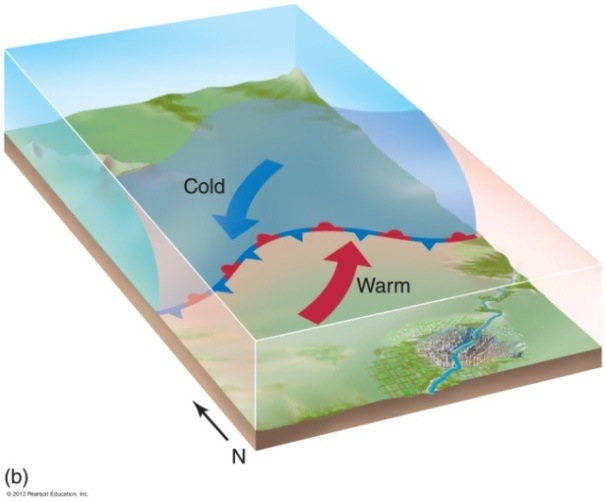 Cold
Warm
N
(b)
© 2013 Pearson Education, Inc.